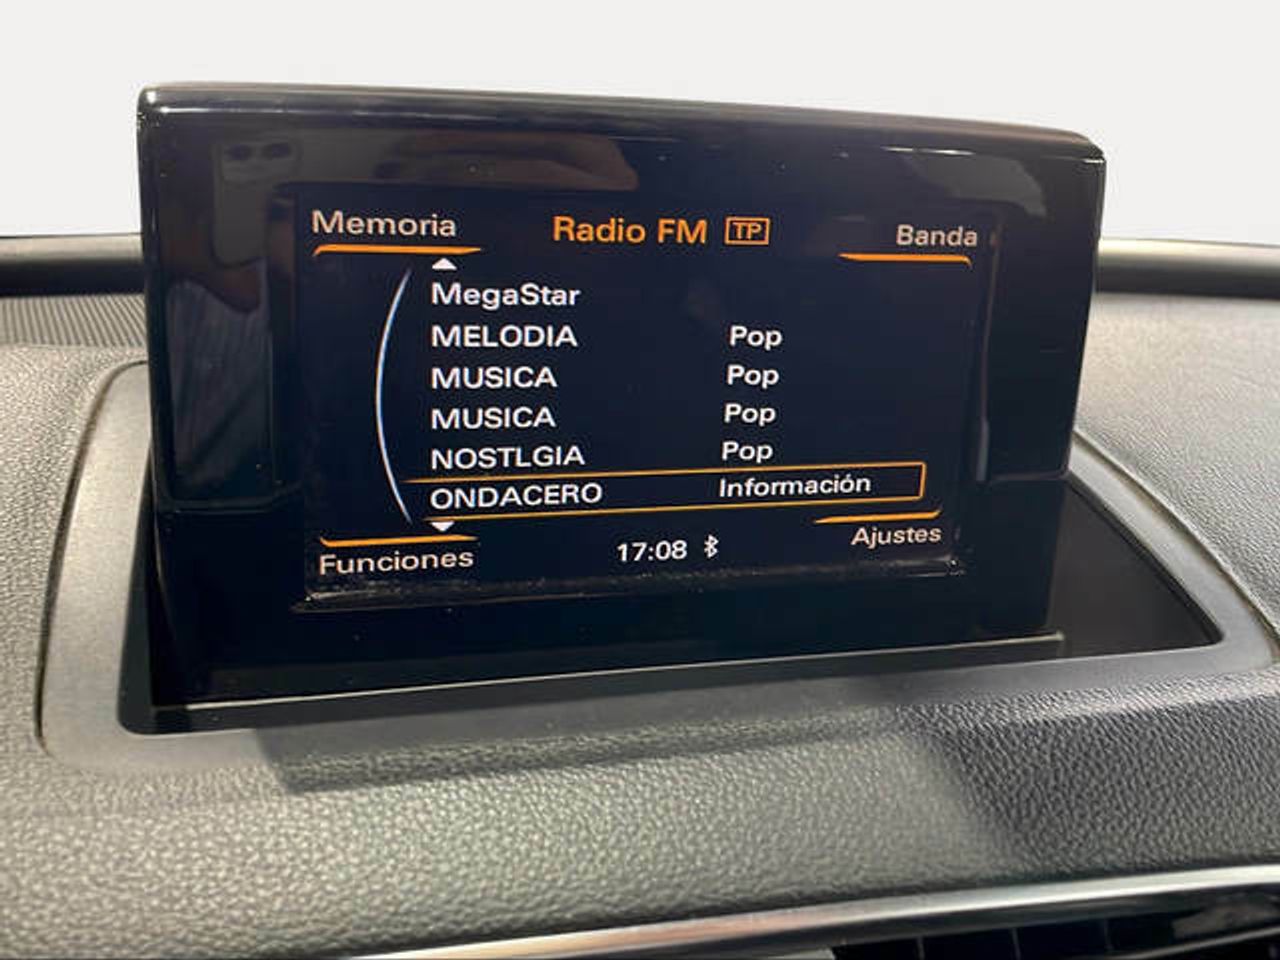 Memoria Radio FM TP Banda
MegaStar
MELODIA Pop
MUSICA Pop
MUSICA Pop
NOSTLGIA Pop
ONDACERO Información
Funciones 17:08 Ajustes